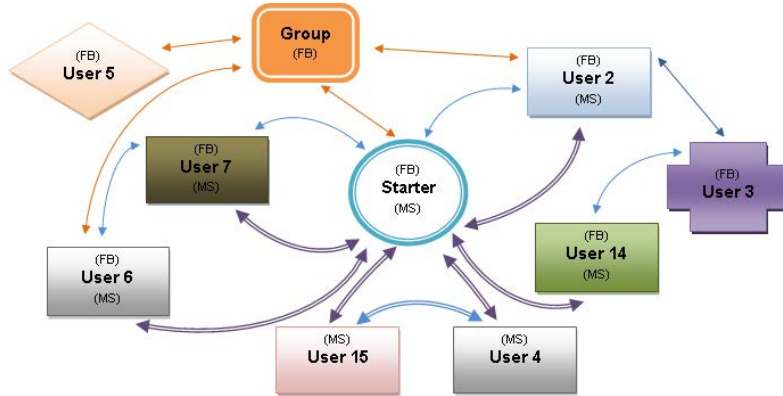 Group
(FB)
(FB)
User 5
(FB)
User 2
(MS)
(FB)
User 7
(MS)
(FB)
Starter
(MS)
(FB)
User 3
(FB)
User 6
(MS)
(FB)
User 14
(MS)
(MS)
User 15
(MS)
User 4